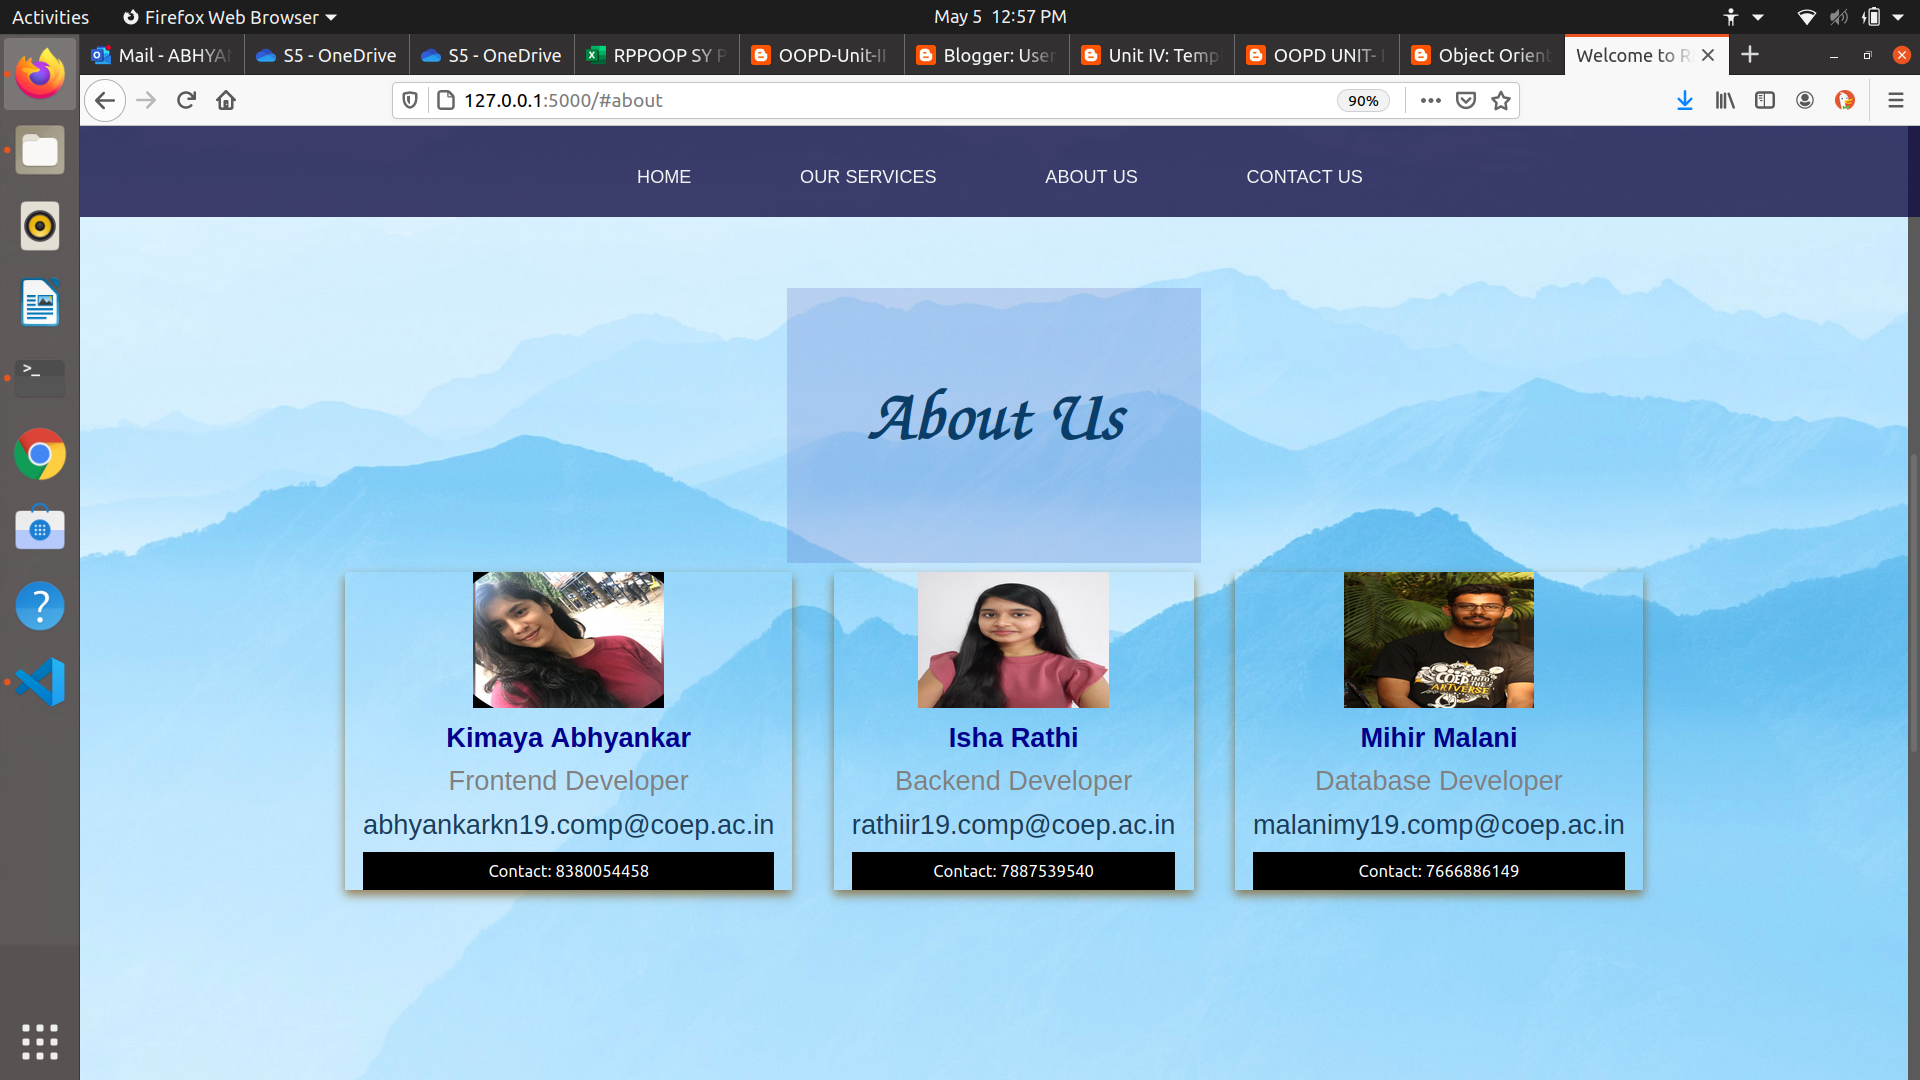 Activities
Firefox Web Browser
May 5 12:57 PM
Mail - ABHYA
S5 - OneDrive
S5 - OneDrive
RPPOOP SY P
OOPD-Unit-II
Blogger: User
Unit IV: Temp
OOPD UNIT-
Object Orient
Welcome to R
127.0.0.1:5000/#about
90%
HOME
OUR SERVICES
ABOUT US
CONTACT US
About Us
COEP INTO
THE
ARTVERSE
Kimaya Abhyankar
Frontend Developer
abhyankarkn19.comp@coep.ac.in
Contact: 8380054458
Isha Rathi
Backend Developer
rathiir19.comp@coep.ac.in
Contact: 7887539540
Mihir Malani
Database Developer
malanimy19.comp@coep.ac.in
Contact: 7666886149